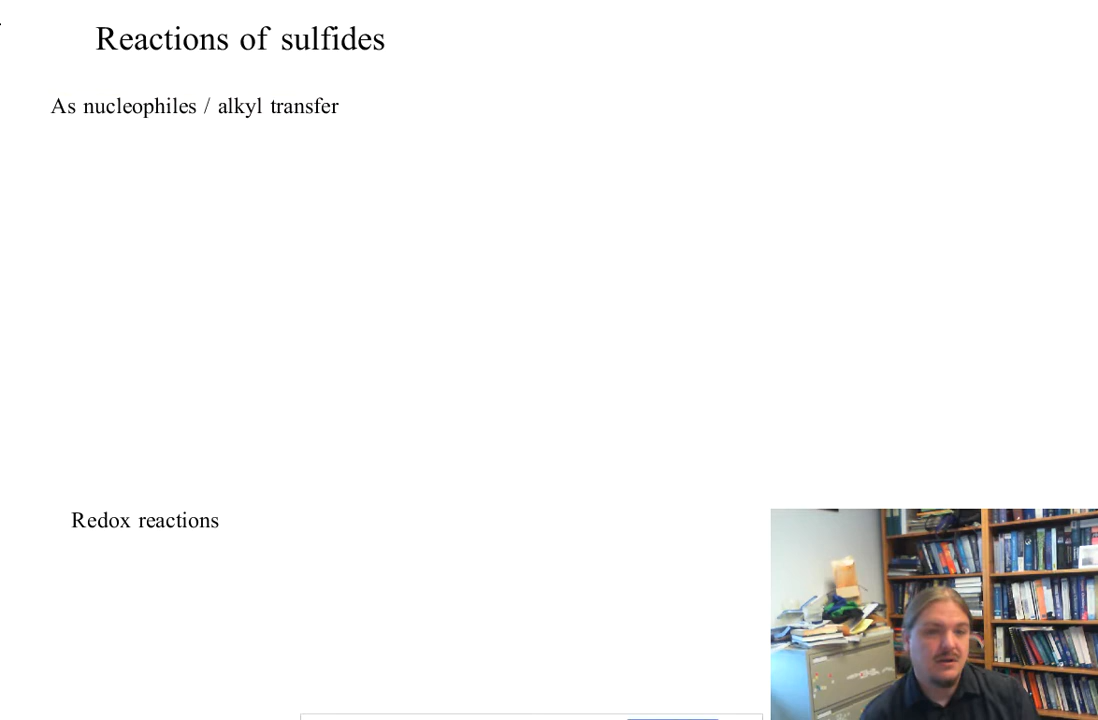 Reactions of sulfides
As nucleophiles / alkyl transfer
Redox reactions